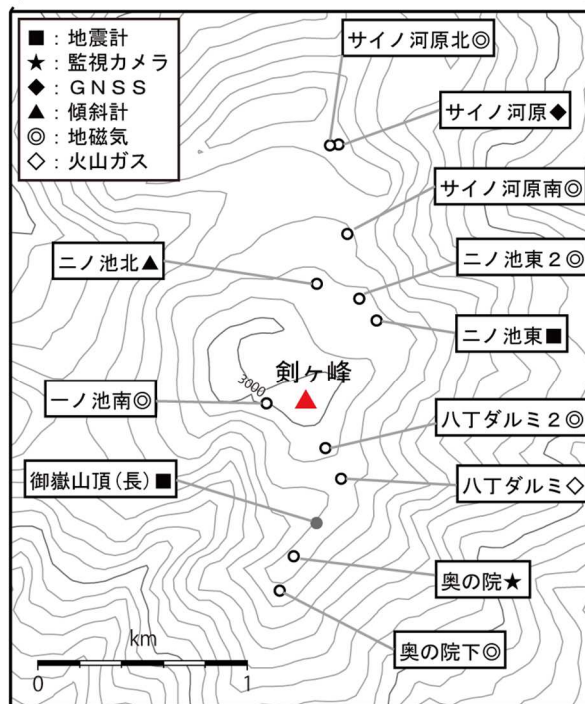 ■：地震計
★：監視カメラ
◆：ＧＮＳＳ
▲：傾斜計
◎：地磁気
◇：火山ガス
サイノ河原北◎
サイノ河原◆
サイノ河原南◎
二ノ池北▲
二ノ池東２◎
二ノ池東■
3000
剣ヶ峰
一ノ池南◎
八丁ダルミ２◎
御嶽山頂(長)■
八丁ダルミ◇
奥の院★
奥の院下◎
km
0 1